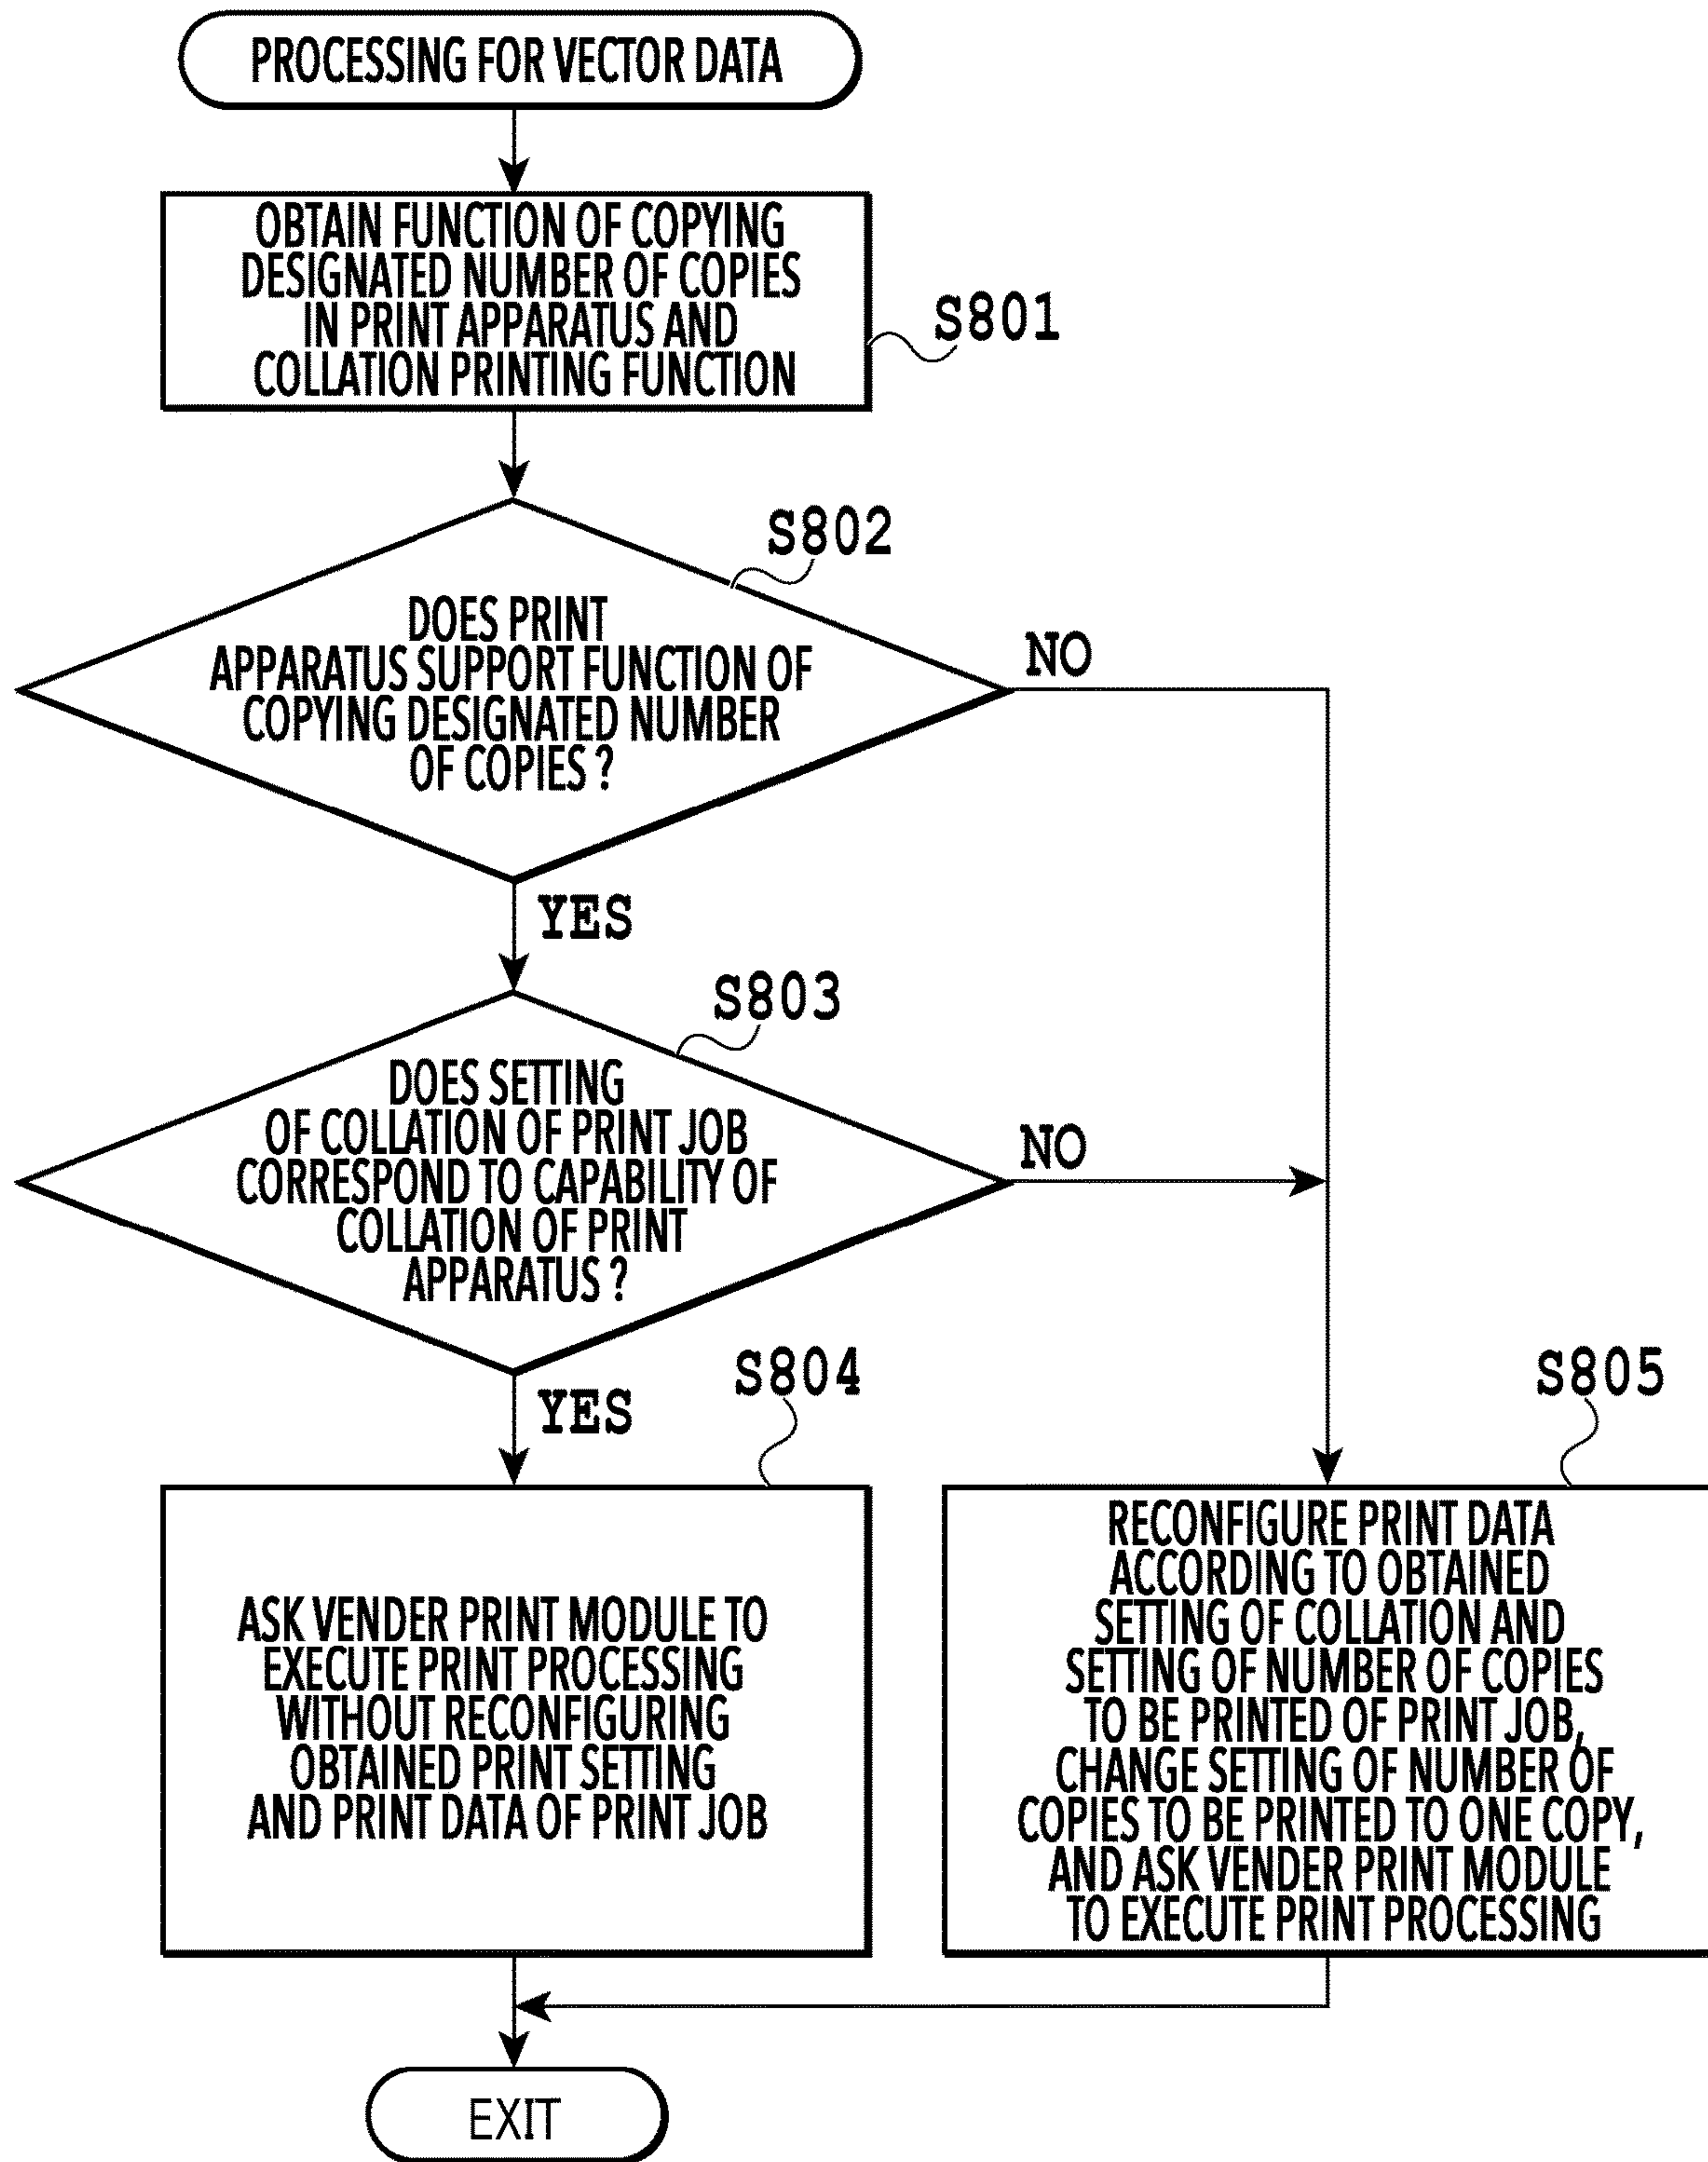 PROCESSING FOR VECTOR DATA
OBTAIN FUNCTION OF COPYING
DESIGNATED NUMBER OF COPIES
IN PRINT APPARATUS AND
COLLATION PRINTING FUNCTION
S801
S802
DOES PRINT
APPARATUS SUPPORT FUNCTION OF
COPYING DESIGNATED NUMBER
OF COPIES ?
NO
YES
S803
DOES SETTING
OF COLLATION OF PRINT JOB
CORRESPOND TO CAPABILITY OF
COLLATION OF PRINT
APPARATUS ?
NO
YES
S804
ASK VENDER PRINT MODULE TO
EXECUTE PRINT PROCESSING
WITHOUT RECONFIGURING
OBTAINED PRINT SETTING
AND PRINT DATA OF PRINT JOB
S805
RECONFIGURE PRINT DATA
ACCORDING TO OBTAINED
SETTING OF COLLATION AND
SETTING OF NUMBER OF COPIES
TO BE PRINTED OF PRINT JOB,
CHANGE SETTING OF NUMBER OF
COPIES TO BE PRINTED TO ONE COPY,
AND ASK VENDER PRINT MODULE
TO EXECUTE PRINT PROCESSING
EXIT